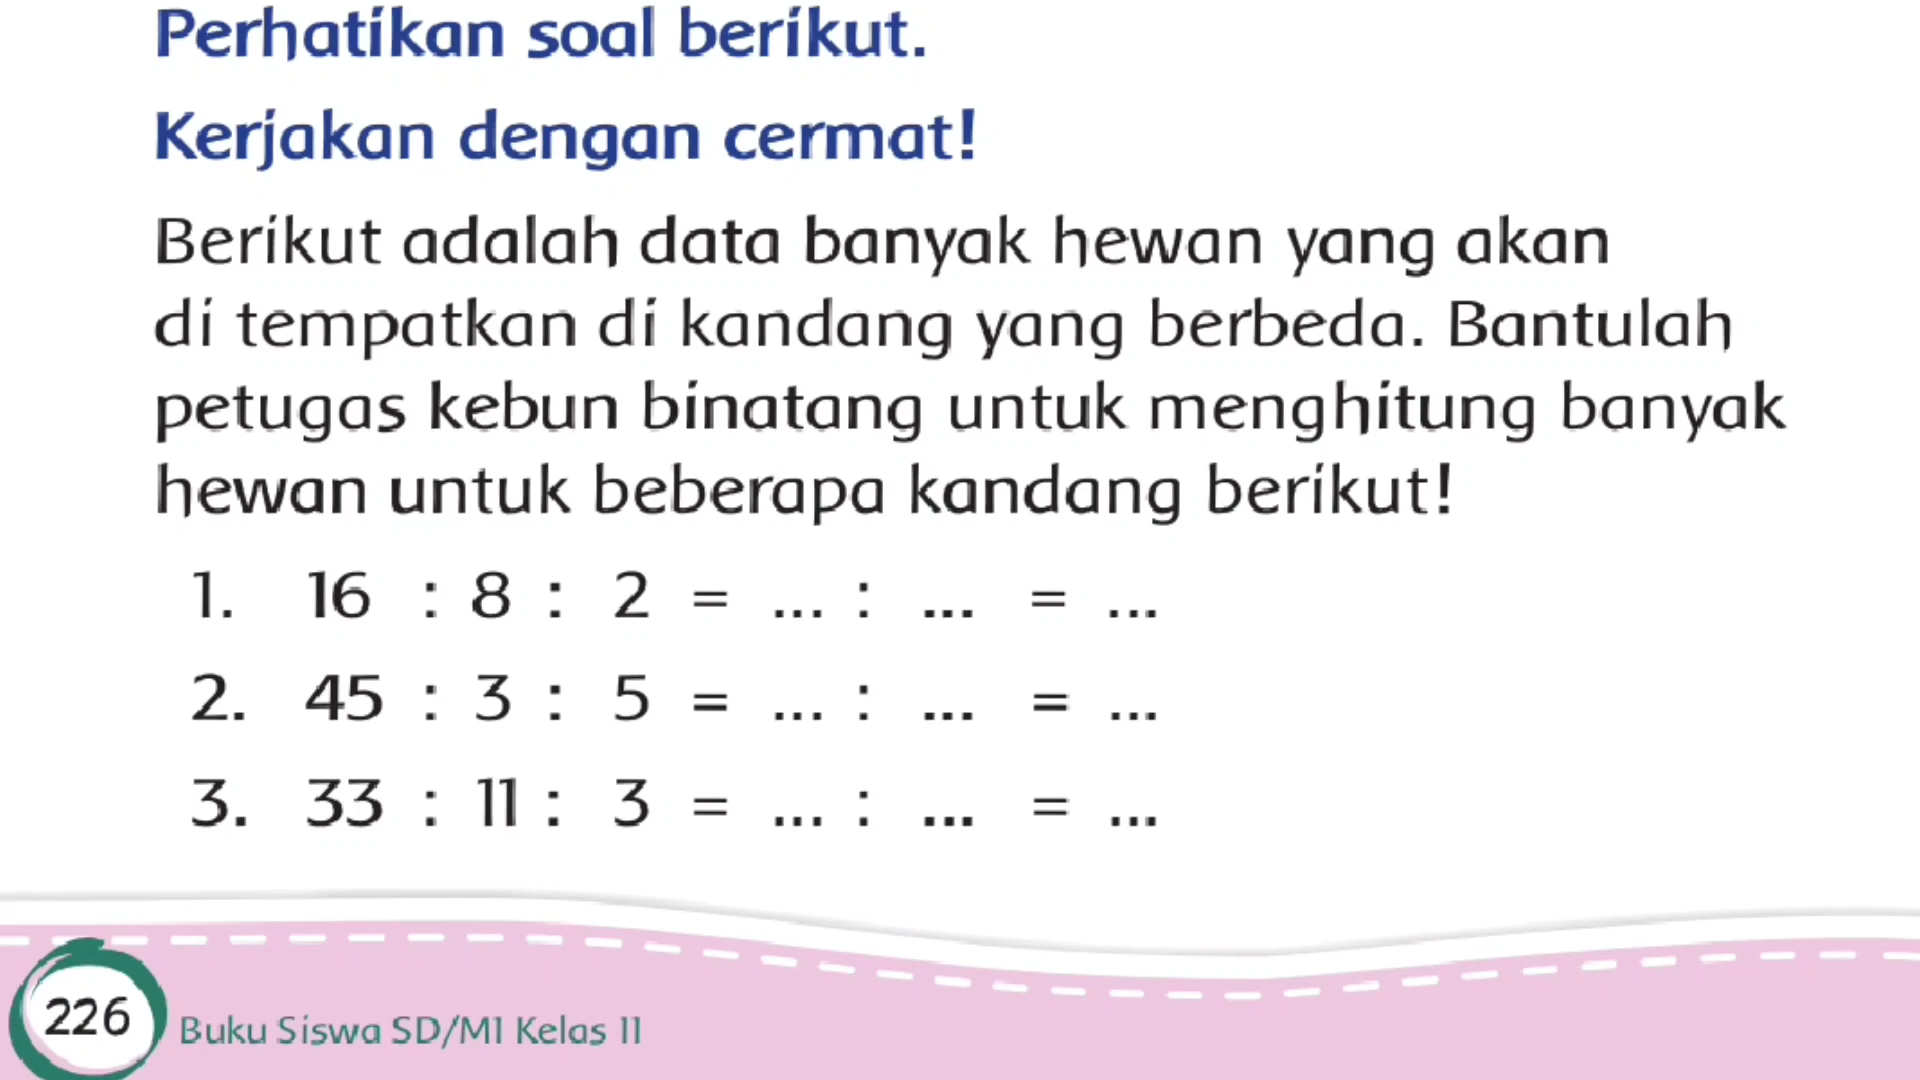 Perhatikan soal berikut.
Kerjakan dengan cermat!
Berikut adalah data banyak hewan yang akan
di tempatkan di kandang yang berbeda. Bantulah
petugas kebun binatang untuk menghitung banyak
hewan untuk beberapa kandang berikut!
1. 16 : 8 : 2 = ... : ... = ...
2. 45 : 3 : 5 = ... : ... = ...
3. 33 : 11 : 3 = ... : ... = ...
226 Buku Siswa SD/MI Kelas II